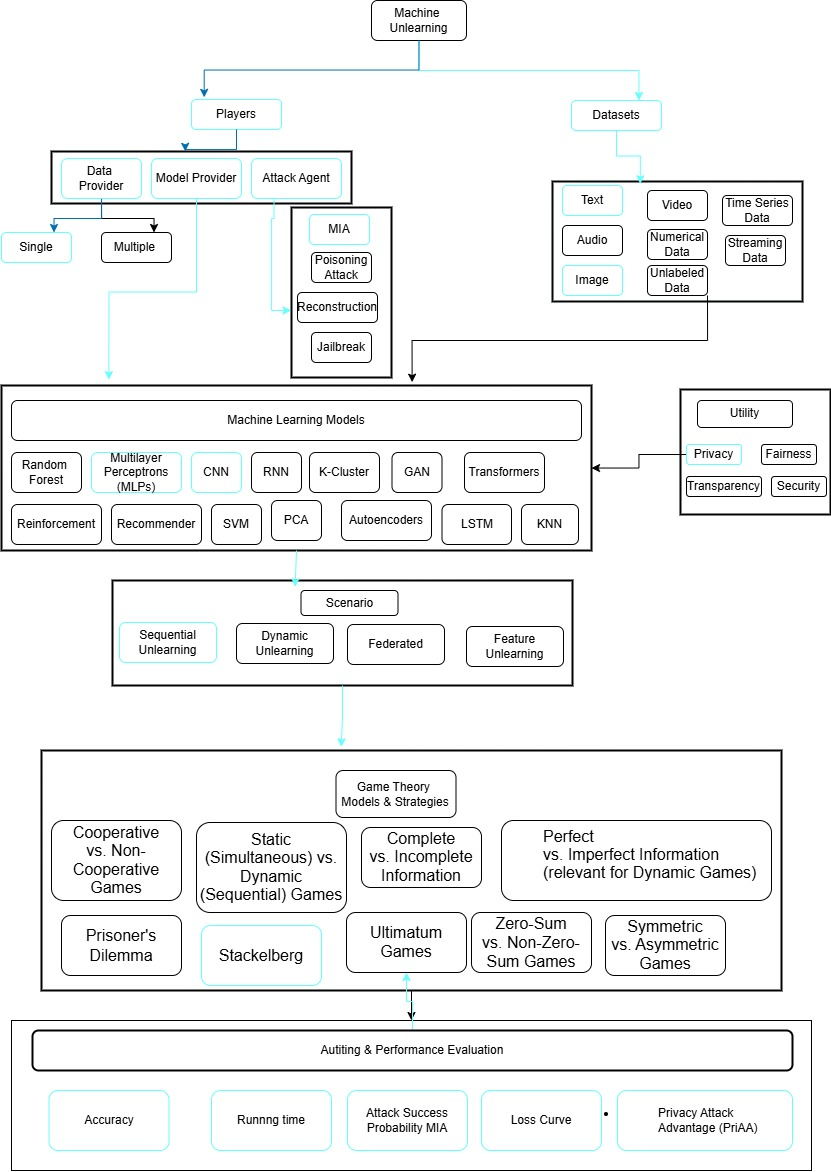 Machine
Unlearning
Players
Datasets
Data
Provider
Model Provider
Attack Agent
Single
Multiple
MIA
Poisoning
Attack
Reconstruction
Jailbreak
Text
Video
Time Series
Data
Audio
Numerical
Data
Streaming
Data
Image
Unlabeled
Data
Machine Learning Models
Random
Forest
Multilayer
Perceptrons
(MLPs)
CNN
RNN
K-Cluster
GAN
Transformers
Reinforcement
Recommender
SVM
PCA
Autoencoders
LSTM
KNN
Utility
Privacy
Fairness
Transparency
Security
Scenario
Sequential
Unlearning
Dynamic
Unlearning
Federated
Feature
Unlearning
Game Theory
Models & Strategies
Cooperative
vs. Non-
Cooperative
Games
Static
(Simultaneous) vs.
Dynamic
(Sequential) Games
Complete
vs. Incomplete
Information
Perfect
vs. Imperfect Information
(relevant for Dynamic Games)
Prisoner's
Dilemma
Stackelberg
Ultimatum
Games
Zero-Sum
vs. Non-Zero-
Sum Games
Symmetric
vs. Asymmetric
Games
Autiting & Performance Evaluation
Accuracy
Runnng time
Attack Success
Probability MIA
Loss Curve
•
Privacy Attack
Advantage (PriAA)